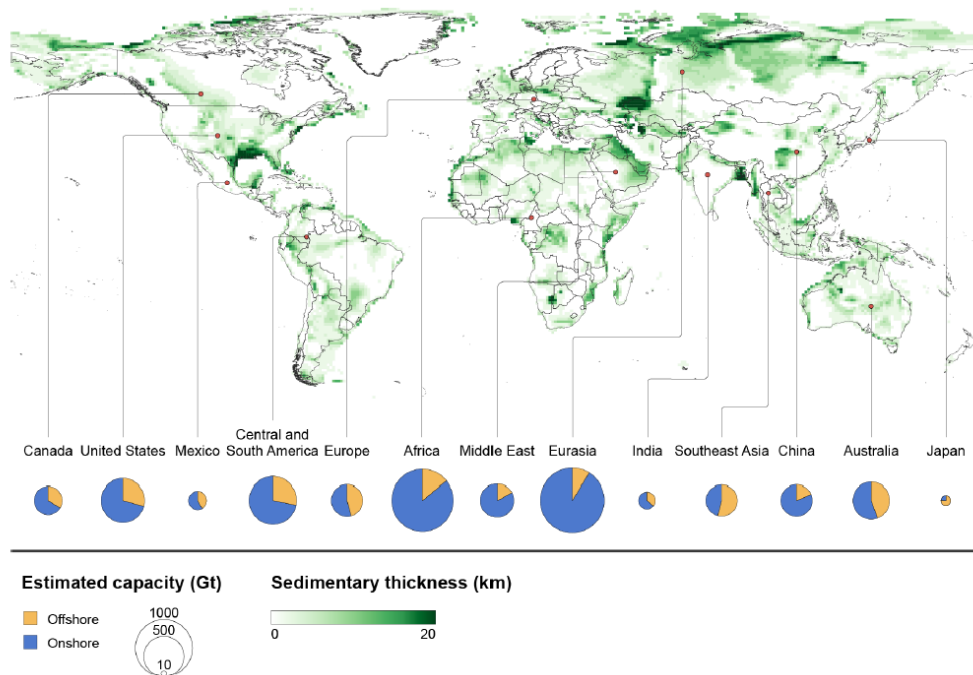 Canada
United States
Mexico
Central and
South America
Europe
Africa
Middle East
Eurasia
India
Southeast Asia
China
Australia
Japan
Estimated capacity (Gt)
Offshore
Onshore
1000
500
10
Sedimentary thickness (km)
0
20